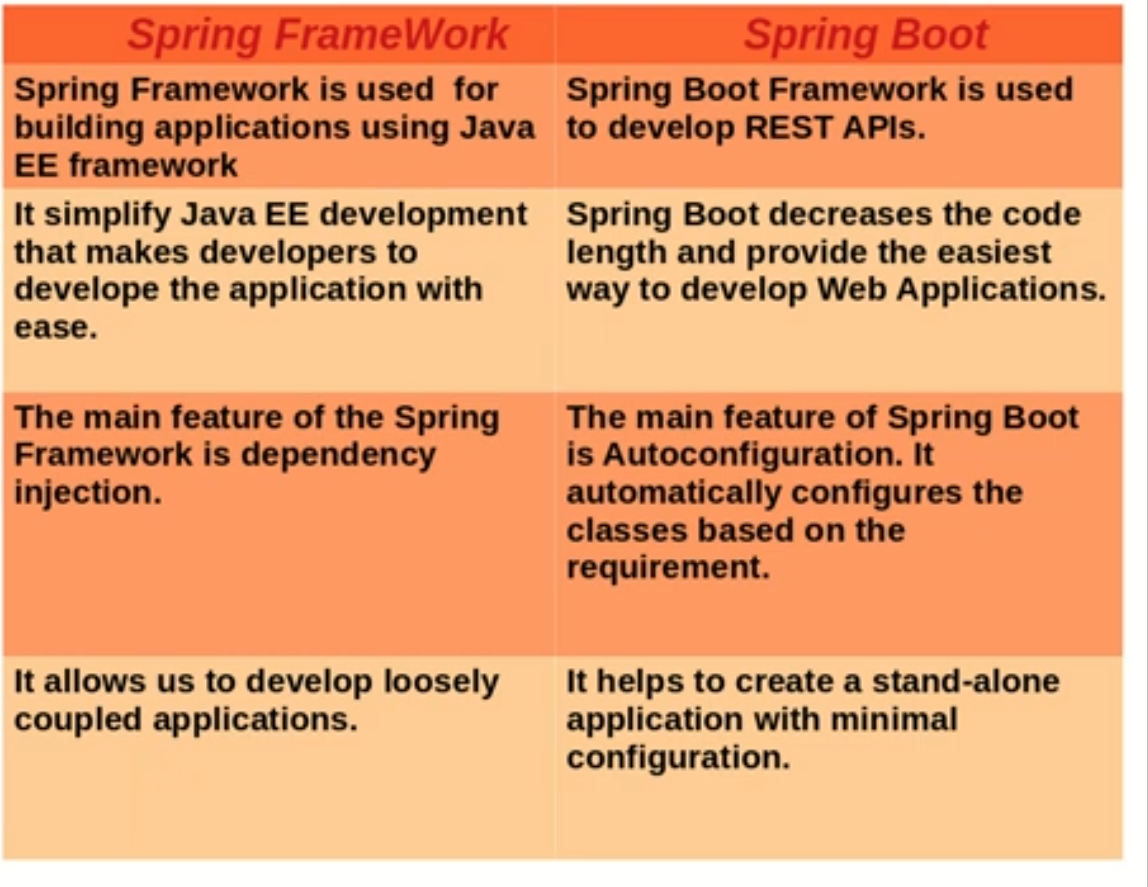 Spring FrameWork
Spring Boot
Spring Framework is used  for
building applications using Java
EE framework
Spring Boot Framework is used
to develop REST APIs.
It simplify Java EE development
that makes developers to
develope the application with
ease.
Spring Boot decreases the code
length and provide the easiest
way to develop Web Applications.
The main feature of the Spring
Framework is dependency
injection.
The main feature of Spring Boot
is Autoconfiguration. It
automatically configures the
classes based on the
requirement.
It allows us to develop loosely
coupled applications.
It helps to create a stand-alone
application with minimal
configuration.